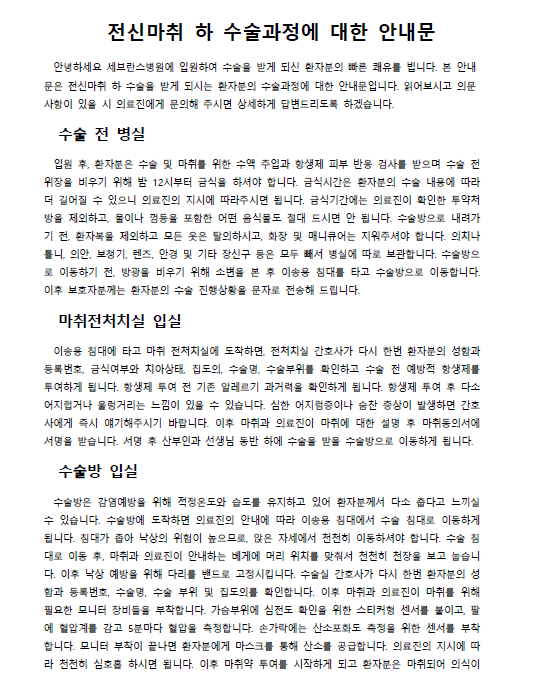 전신마취 하 수술과정에 대한 안내문
안녕하세요 세브란스병원에 입원하여 수술을 받게 되신 환자분의 빠른 쾌유를 빕니다. 본 안내
문은 전신마취 하 수술을 받게 되시는 환자분의 수술과정에 대한 안내문입니다. 읽어보시고 의문
사항이 있을 시 의료진에게 문의해 주시면 상세하게 답변드리도록 하겠습니다.
수술 전 병실
입원 후, 환자분은 수술 및 마취를 위한 수액 주입과 항생제 피부 반응 검사를 받으며 수술 전
위장을 비우기 위해 밤 12시부터 금식을 하셔야 합니다. 금식시간은 환자분의 수술 내용에 따라
더 길어질 수 있으니 의료진의 지시에 따라주시면 됩니다. 금식기간에는 의료진이 확인한 투약처
방을 제외하고, 물이나 껌등을 포함한 어떤 음식물도 절대 드시면 안 됩니다. 수술방으로 내려가
기 전, 환자복을 제외하고 모든 옷은 탈의하시고, 화장 및 매니큐어는 지워주셔야 합니다. 의치나
틀니, 의안, 보청기, 렌즈, 안경 및 기타 장신구 등은 모두 빼서 병실에 따로 보관합니다. 수술방으
로 이동하기 전, 방광을 비우기 위해 소변을 본 후 이송용 침대를 타고 수술방으로 이동합니다.
이후 보호자분께는 환자분의 수술 진행상황을 문자로 전송해 드립니다.
마취전처치실 입실
이송용 침대에 타고 마취 전처치실에 도착하면, 전처치실 간호사가 다시 한번 환자분의 성함과
등록번호, 금식여부와 치아상태, 집도의, 수술명, 수술부위를 확인하고 수술 전 예방적 항생제를
투여하게 됩니다. 항생제 투여 전 기존 알레르기 과거력을 확인하게 됩니다. 항생제 투여 후 다소
어지럽거나 울렁거리는 느낌이 있을 수 있습니다. 심한 어지럼증이나 숨찬 증상이 발생하면 간호
사에게 즉시 얘기해주시기 바랍니다. 이후 마취과 의료진이 마취에 대한 설명 후 마취동의서에
서명을 받습니다. 서명 후 산부인과 선생님 동반 하에 수술을 받을 수술방으로 이동하게 됩니다.
수술방 입실
수술방은 감염예방을 위해 적정온도와 습도를 유지하고 있어 환자분께서 다소 춥다고 느끼실
수 있습니다. 수술방에 도착하면 의료진의 안내에 따라 이송용 침대에서 수술 침대로 이동하게
됩니다. 침대가 좁아 낙상의 위험이 높으므로, 앉은 자세에서 천천히 이동하셔야 합니다. 수술 침
대로 이동 후, 마취과 의료진이 안내하는 베게에 머리 위치를 맞춰서 천천히 천장을 보고 눕습니
다. 이후 낙상 예방을 위해 다리를 밴드로 고정시킵니다. 수술실 간호사가 다시 한번 환자분의 성
함과 등록번호, 수술명, 수술 부위 및 집도의를 확인합니다. 이후 마취과 의료진이 마취를 위해
필요한 모니터 장비들을 부착합니다. 가슴부위에 심전도 확인을 위한 스티커형 센서를 붙이고, 팔
에 혈압계를 감고 5분마다 혈압을 측정합니다. 손가락에는 산소포화도 측정을 위한 센서를 부착
합니다. 모니터 부착이 끝나면 환자분에게 마스크를 통해 산소를 공급합니다. 의료진의 지시에 따
라 천천히 심호흡 하시면 됩니다. 이후 마취약 투여를 시작하게 되고 환자분은 마취되어 의식이